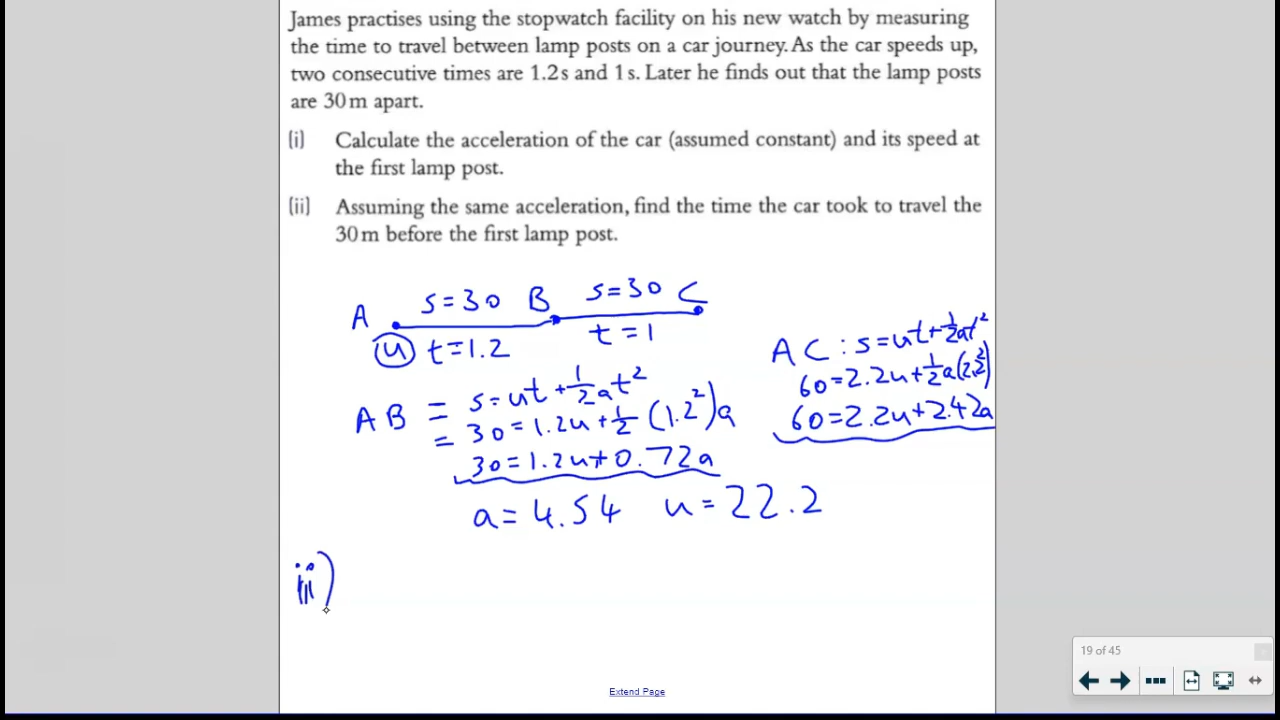 James practises using the stopwatch facility on his new watch by measuring
the time to travel between lamp posts on a car journey. As the car speeds up,
two consecutive times are 1.2 s and 1 s. Later he finds out that the lamp posts
are 30 m apart.
(i) Calculate the acceleration of the car (assumed constant) and its speed at
the first lamp post.
(ii) Assuming the same acceleration, find the time the car took to travel the
30 m before the first lamp post.
A s=30 B s=30 C
u t=1.2 t=1
AB = s=ut+½at²
= 30=1.2u+½(1.2²)a
30=1.2u+0.72a
AC: s=ut+½at²
60=2.2u+½a(2.2²)
60=2.2u+2.42a
a=4.54 u=22.2
ii)
19 of 45
Extend Page